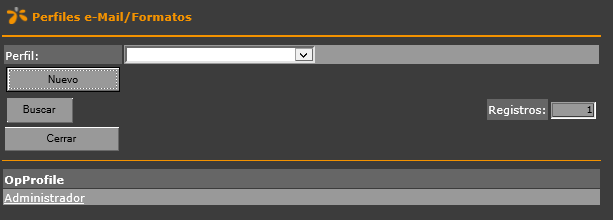 Perfiles e-Mail/Formatos
Perfil:
Nuevo
Buscar
Registros: 1
Cerrar
OpProfile
Administrador